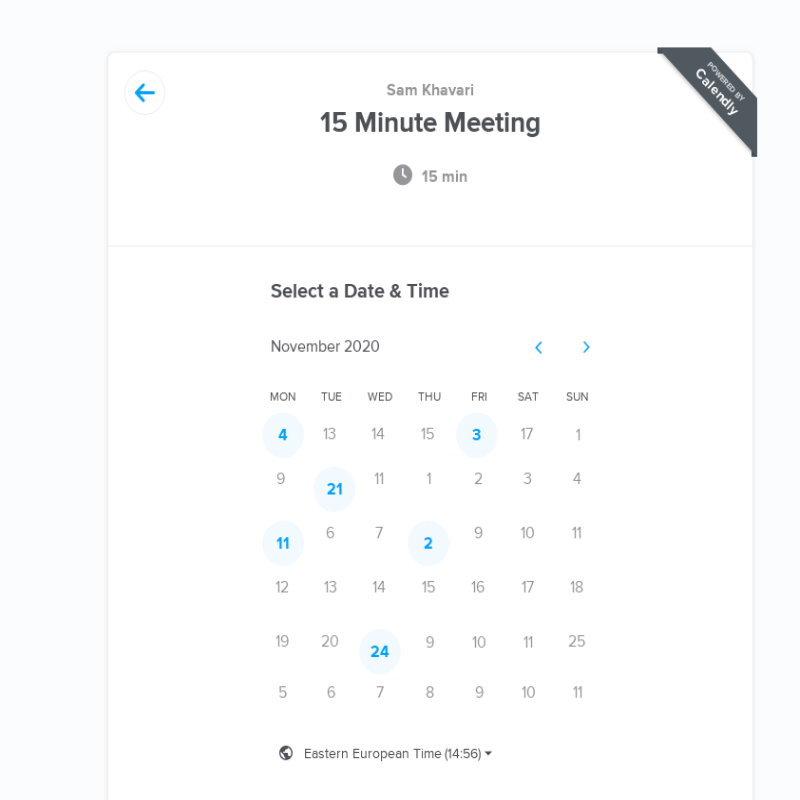 POWERED BY
Calendly
Sam Khavari
15 Minute Meeting
15 min
Select a Date & Time
November 2020
MON TUE WED THU FRI SAT SUN
4 13 14 15 3 17 1
9 21 11 1 2 3 4
11 6 7 2 9 10 11
12 13 14 15 16 17 18
19 20 24 9 10 11 25
5 6 7 8 9 10 11
Eastern European Time (14:56)